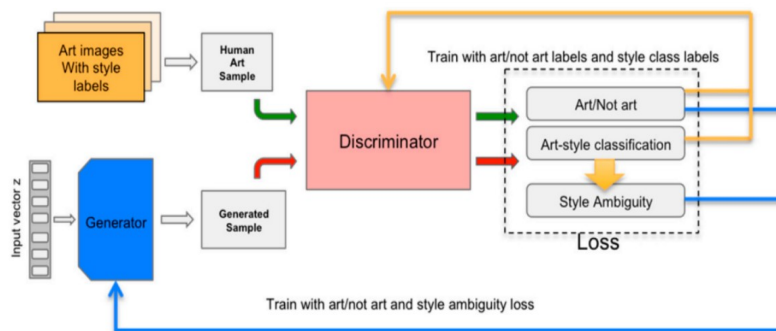 Art images
With style
labels
Human
Art
Sample
Train with art/not art labels and style class labels
Discriminator
Art/Not art
Art-style classification
Style Ambiguity
Loss
Input vector z
Generator
Generated
Sample
Train with art/not art and style ambiguity loss